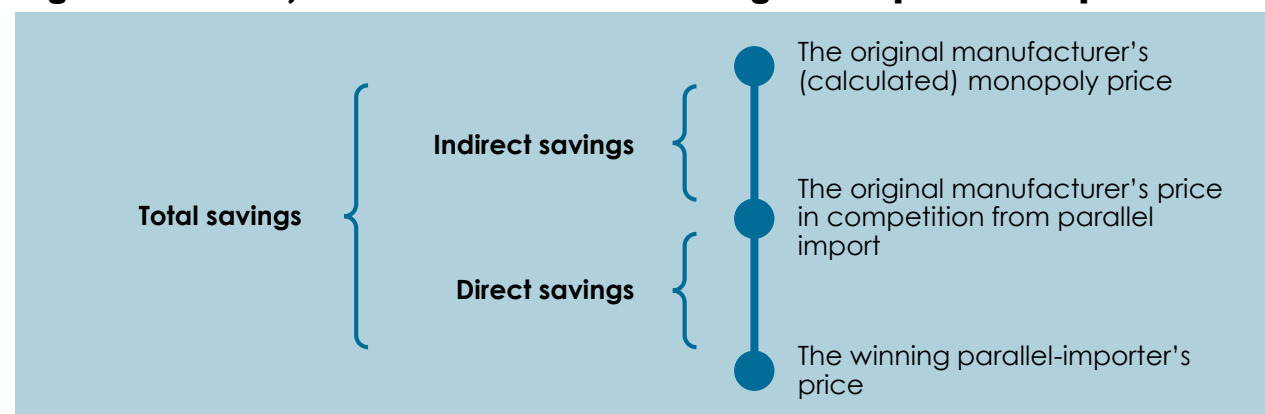 The original manufacturer’s
(calculated) monopoly price
Indirect savings
The original manufacturer’s price
in competition from parallel
import
Total savings
Direct savings
The winning parallel-importer’s
price